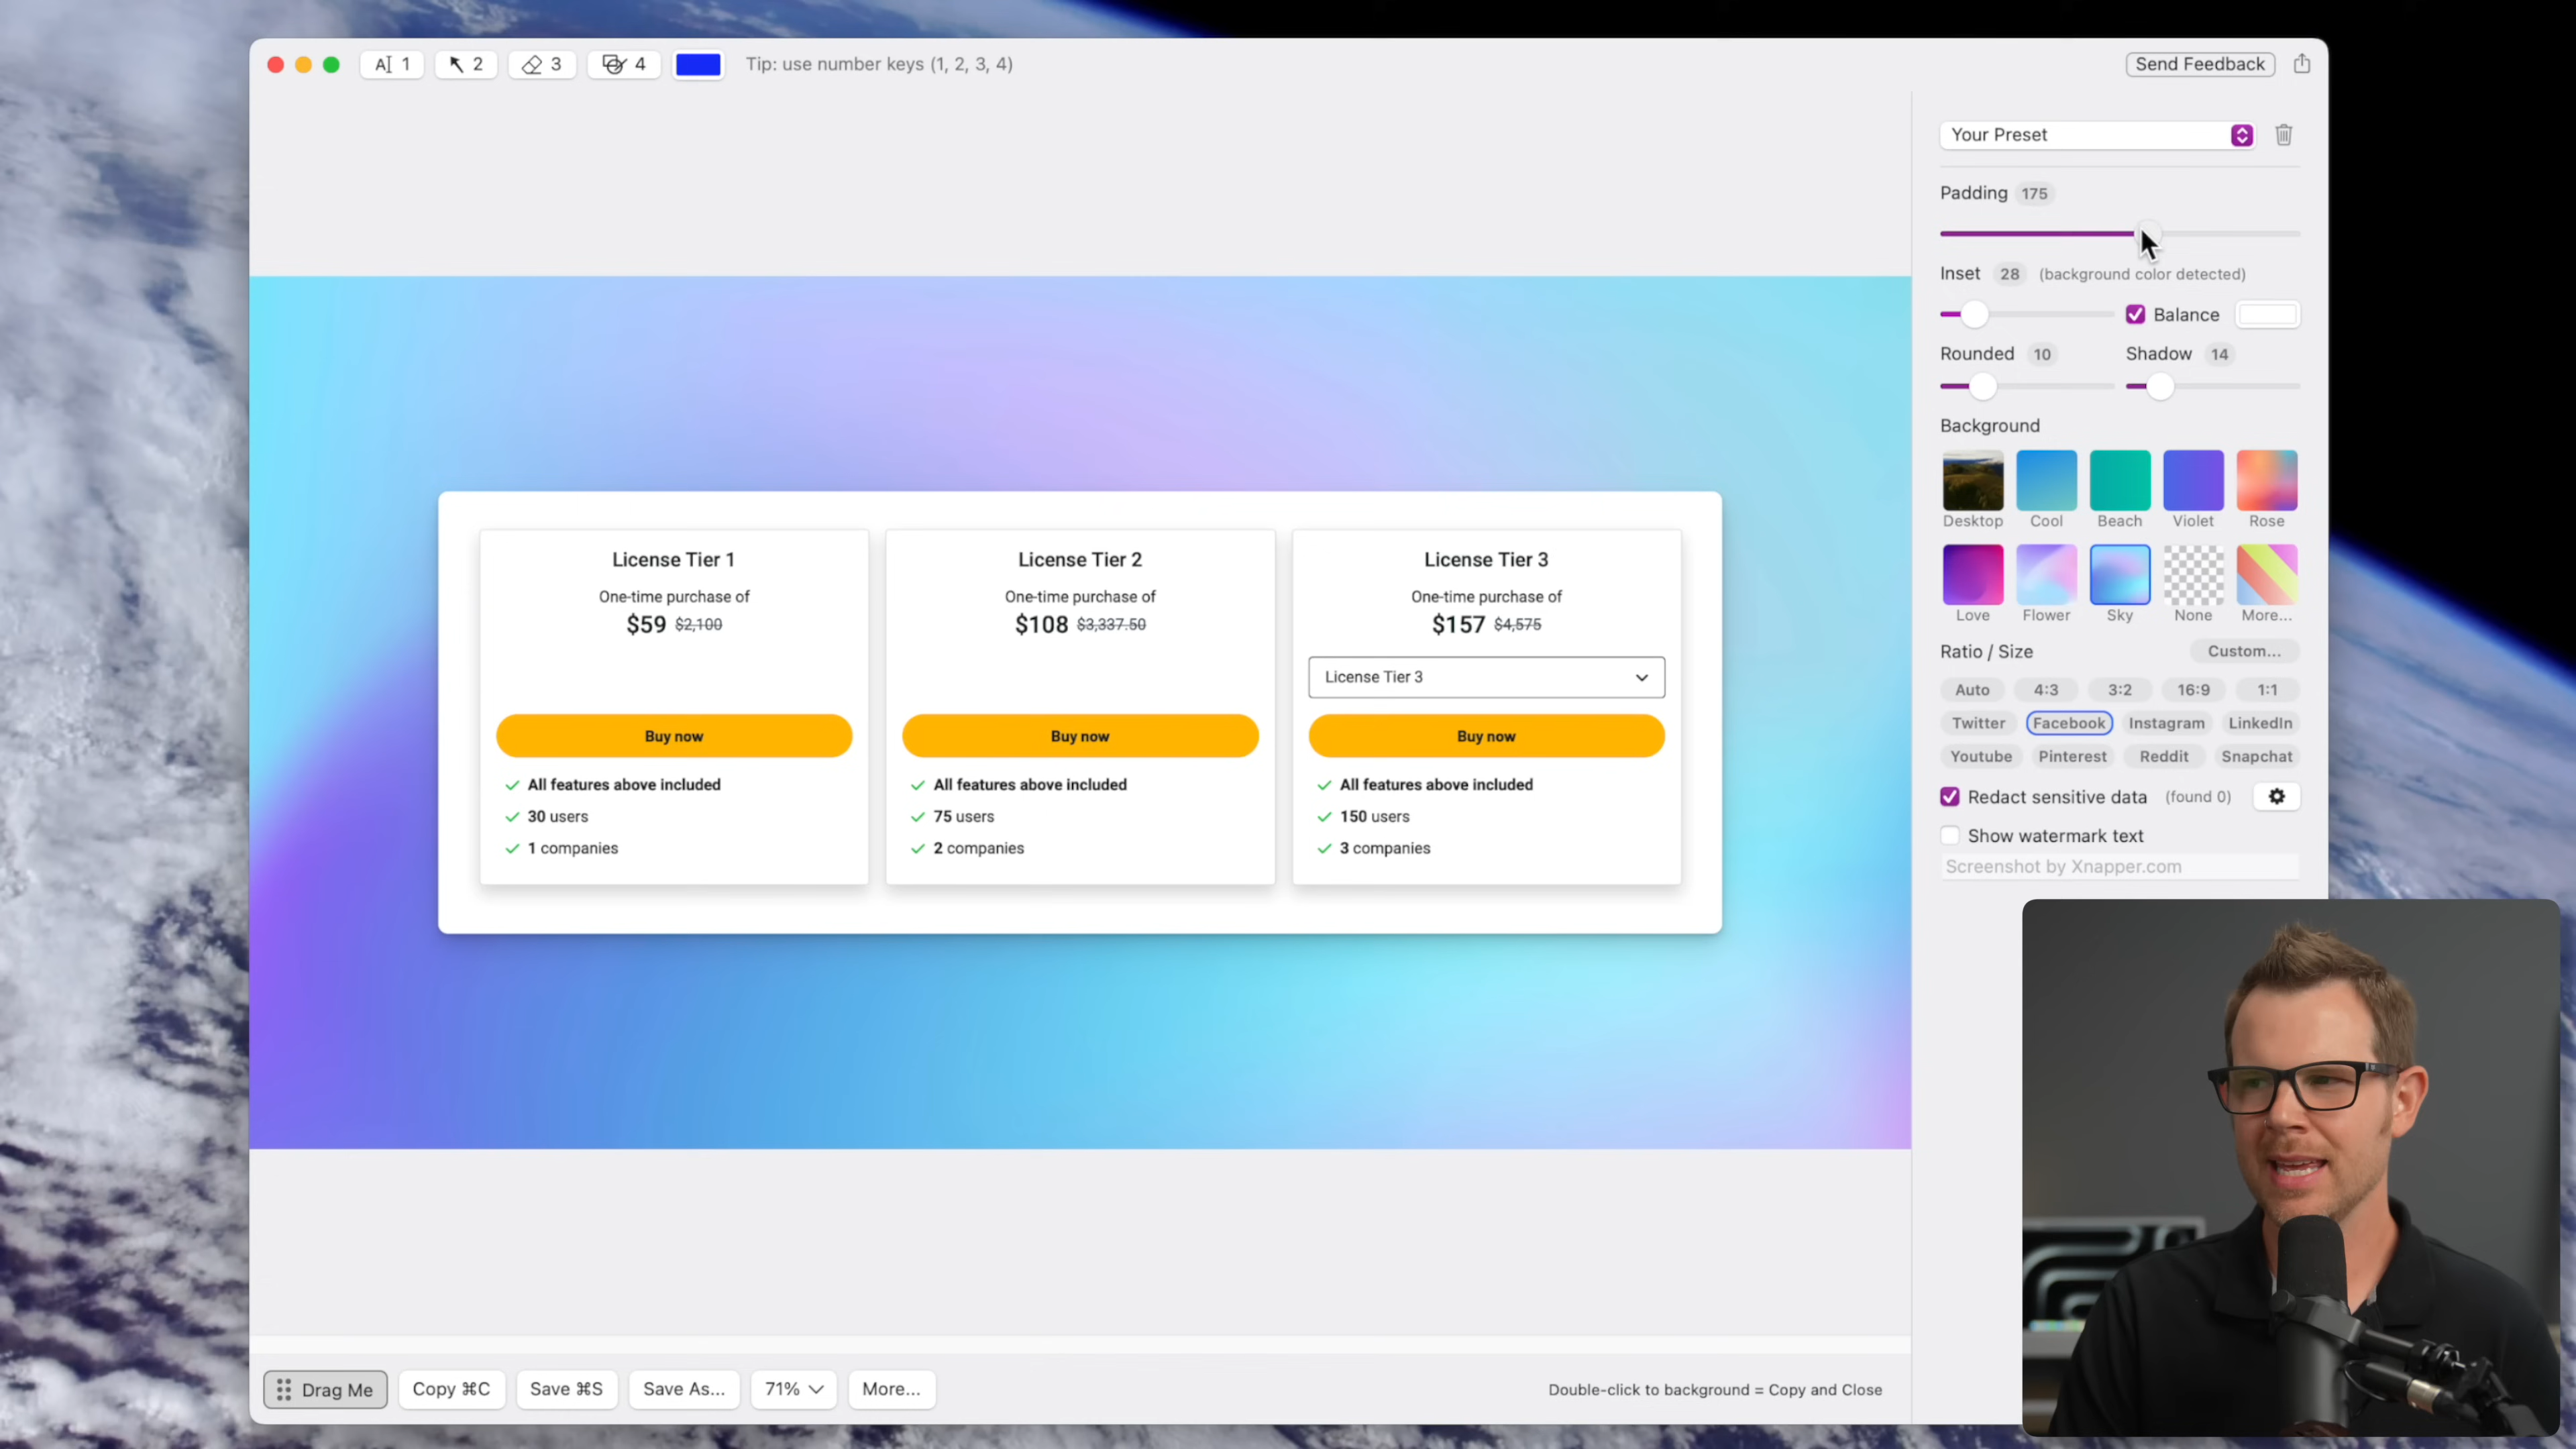 AI 1
2
3
4
Tip: use number keys (1, 2, 3, 4)
Send Feedback
Your Preset
Padding 175
Inset 28 (background color detected)
Balance
Rounded 10
Shadow 14
Background
Desktop Cool Beach Violet Rose
Love Flower Sky None More...
Ratio / Size Custom...
Auto 4:3 3:2 16:9 1:1
Twitter Facebook Instagram LinkedIn
Youtube Pinterest Reddit Snapchat
Redact sensitive data (found 0)
Show watermark text
Screenshot by Xnapper.com
License Tier 1
One-time purchase of
$59 $2,100
Buy now
All features above included
30 users
1 companies
License Tier 2
One-time purchase of
$108 $3,337.50
Buy now
All features above included
75 users
2 companies
License Tier 3
One-time purchase of
$157 $4,575
License Tier 3
Buy now
All features above included
150 users
3 companies
Drag Me
Copy ⌘C
Save ⌘S
Save As...
71%
More...
Double-click to background = Copy and Close